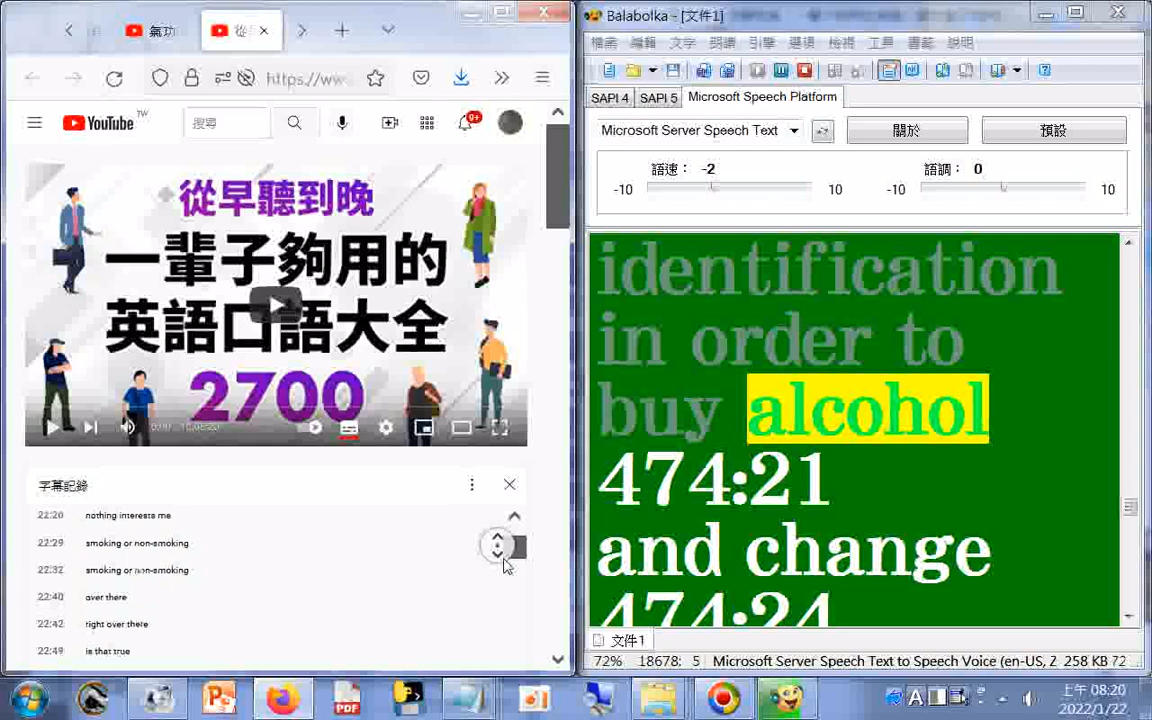 氣功
從
https://ww
YouTube TW
搜尋
9+
從早聽到晚
一輩子夠用的
英語口語大全
2700
字幕記錄
22:20 nothing interests me
22:29 smoking or non-smoking
22:32 smoking or non-smoking
22:40 over there
22:42 right over there
22:49 is that true
Balabolka - [文件1]
檔案 編輯 文字 朗讀 引擎 選項 檢視 工具 書籤 說明
SAPI 4 SAPI 5 Microsoft Speech Platform
Microsoft Server Speech Text 關於 預設
語速： -2 語調： 0
-10 10 -10 10
identification
in order to
buy alcohol
474:21
and change
474:24
文件1
72% 18678: 5 Microsoft Server Speech Text to Speech Voice (en-US, Z 258 KB 72
PDF
A
上午 08:20
2022/1/22